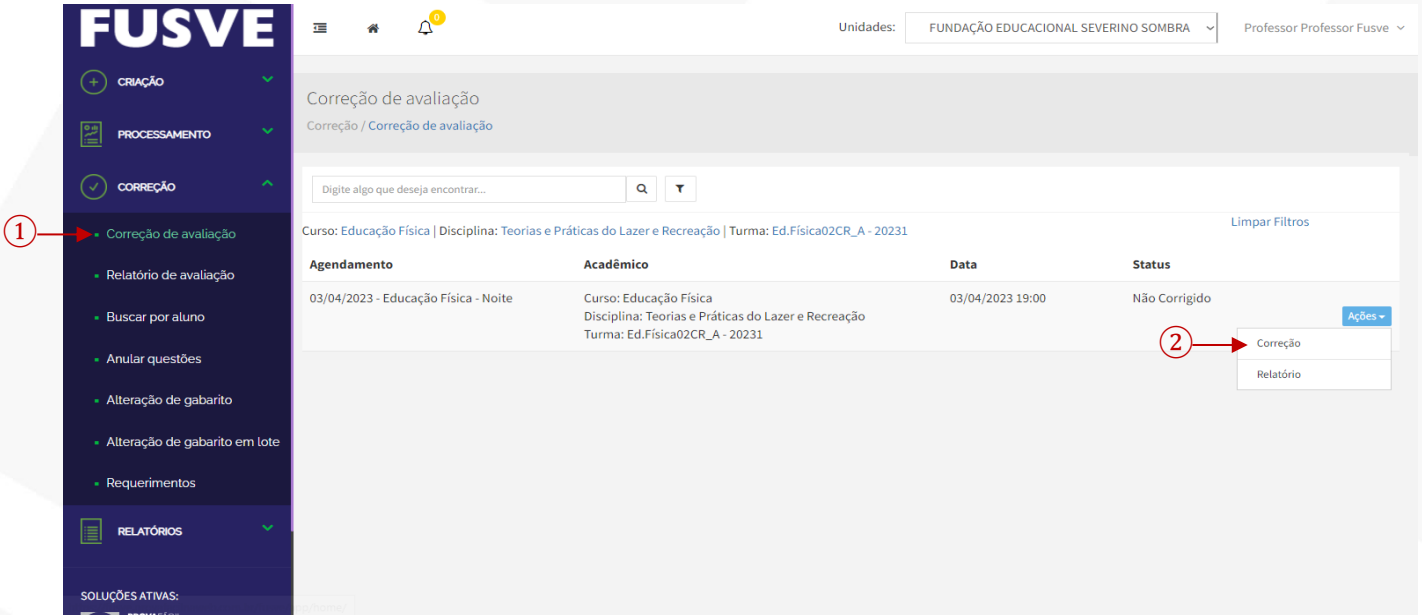 FUSVE
0
Unidades: FUNDAÇÃO EDUCACIONAL SEVERINO SOMBRA Professor Professor Fusve
CRIAÇÃO
PROCESSAMENTO
CORREÇÃO
1
Correção de avaliação
Relatório de avaliação
Buscar por aluno
Anular questões
Alteração de gabarito
Alteração de gabarito em lote
Requerimentos
RELATÓRIOS
SOLUÇÕES ATIVAS:
Correção de avaliação
Correção / Correção de avaliação
Digite algo que deseja encontrar...
Limpar Filtros
Curso: Educação Física | Disciplina: Teorias e Práticas do Lazer e Recreação | Turma: Ed.Física02CR_A - 20231
Agendamento Acadêmico Data Status
03/04/2023 - Educação Física - Noite Curso: Educação Física 03/04/2023 19:00 Não Corrigido
Disciplina: Teorias e Práticas do Lazer e Recreação
Turma: Ed.Física02CR_A - 20231
Ações
2
Correção
Relatório